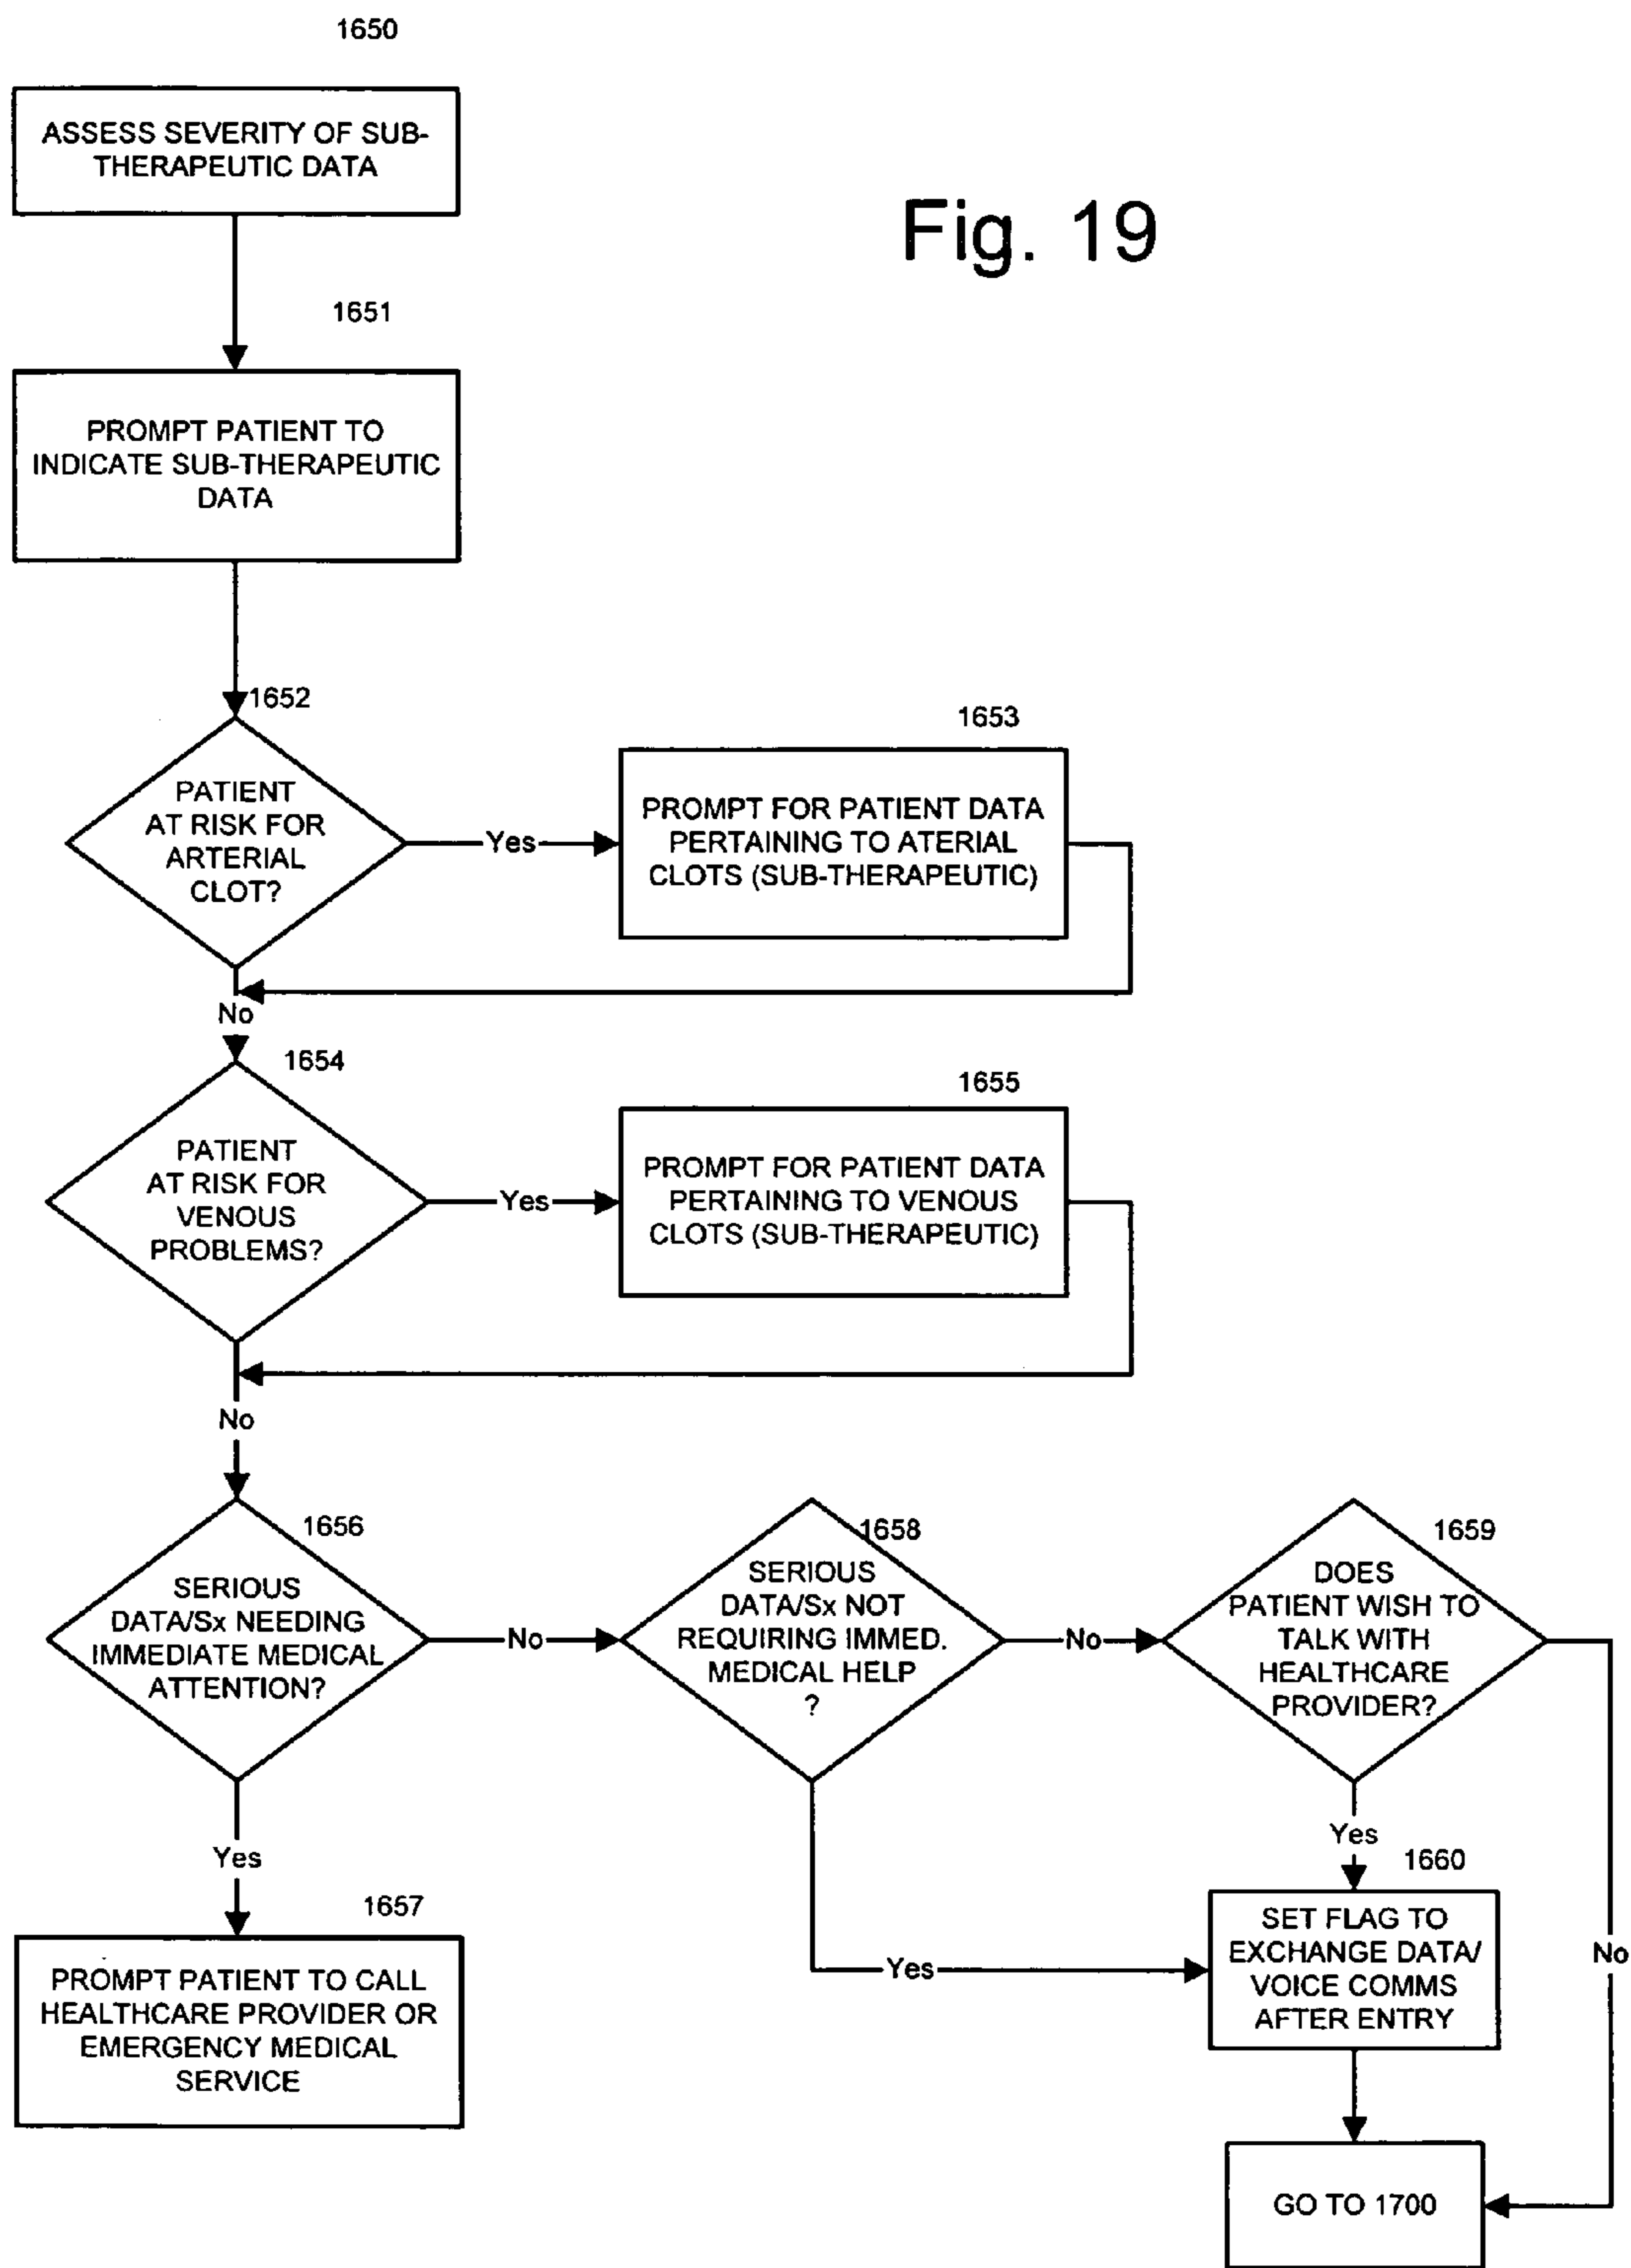 1650
ASSESS SEVERITY OF SUB-
THERAPEUTIC DATA
Fig. 19
1651
PROMPT PATIENT TO
INDICATE SUB-THERAPEUTIC
DATA
1652
PATIENT
AT RISK FOR
ARTERIAL
CLOT?
Yes
1653
PROMPT FOR PATIENT DATA
PERTAINING TO ATERIAL
CLOTS (SUB-THERAPEUTIC)
No
1654
PATIENT
AT RISK FOR
VENOUS
PROBLEMS?
Yes
1655
PROMPT FOR PATIENT DATA
PERTAINING TO VENOUS
CLOTS (SUB-THERAPEUTIC)
No
1656
SERIOUS
DATA/Sx NEEDING
IMMEDIATE MEDICAL
ATTENTION?
No
1658
SERIOUS
DATA/Sx NOT
REQUIRING IMMED.
MEDICAL HELP
?
No
1659
DOES
PATIENT WISH TO
TALK WITH
HEALTHCARE
PROVIDER?
Yes
1657
PROMPT PATIENT TO CALL
HEALTHCARE PROVIDER OR
EMERGENCY MEDICAL
SERVICE
Yes
Yes
1660
SET FLAG TO
EXCHANGE DATA/
VOICE COMMS
AFTER ENTRY
No
GO TO 1700